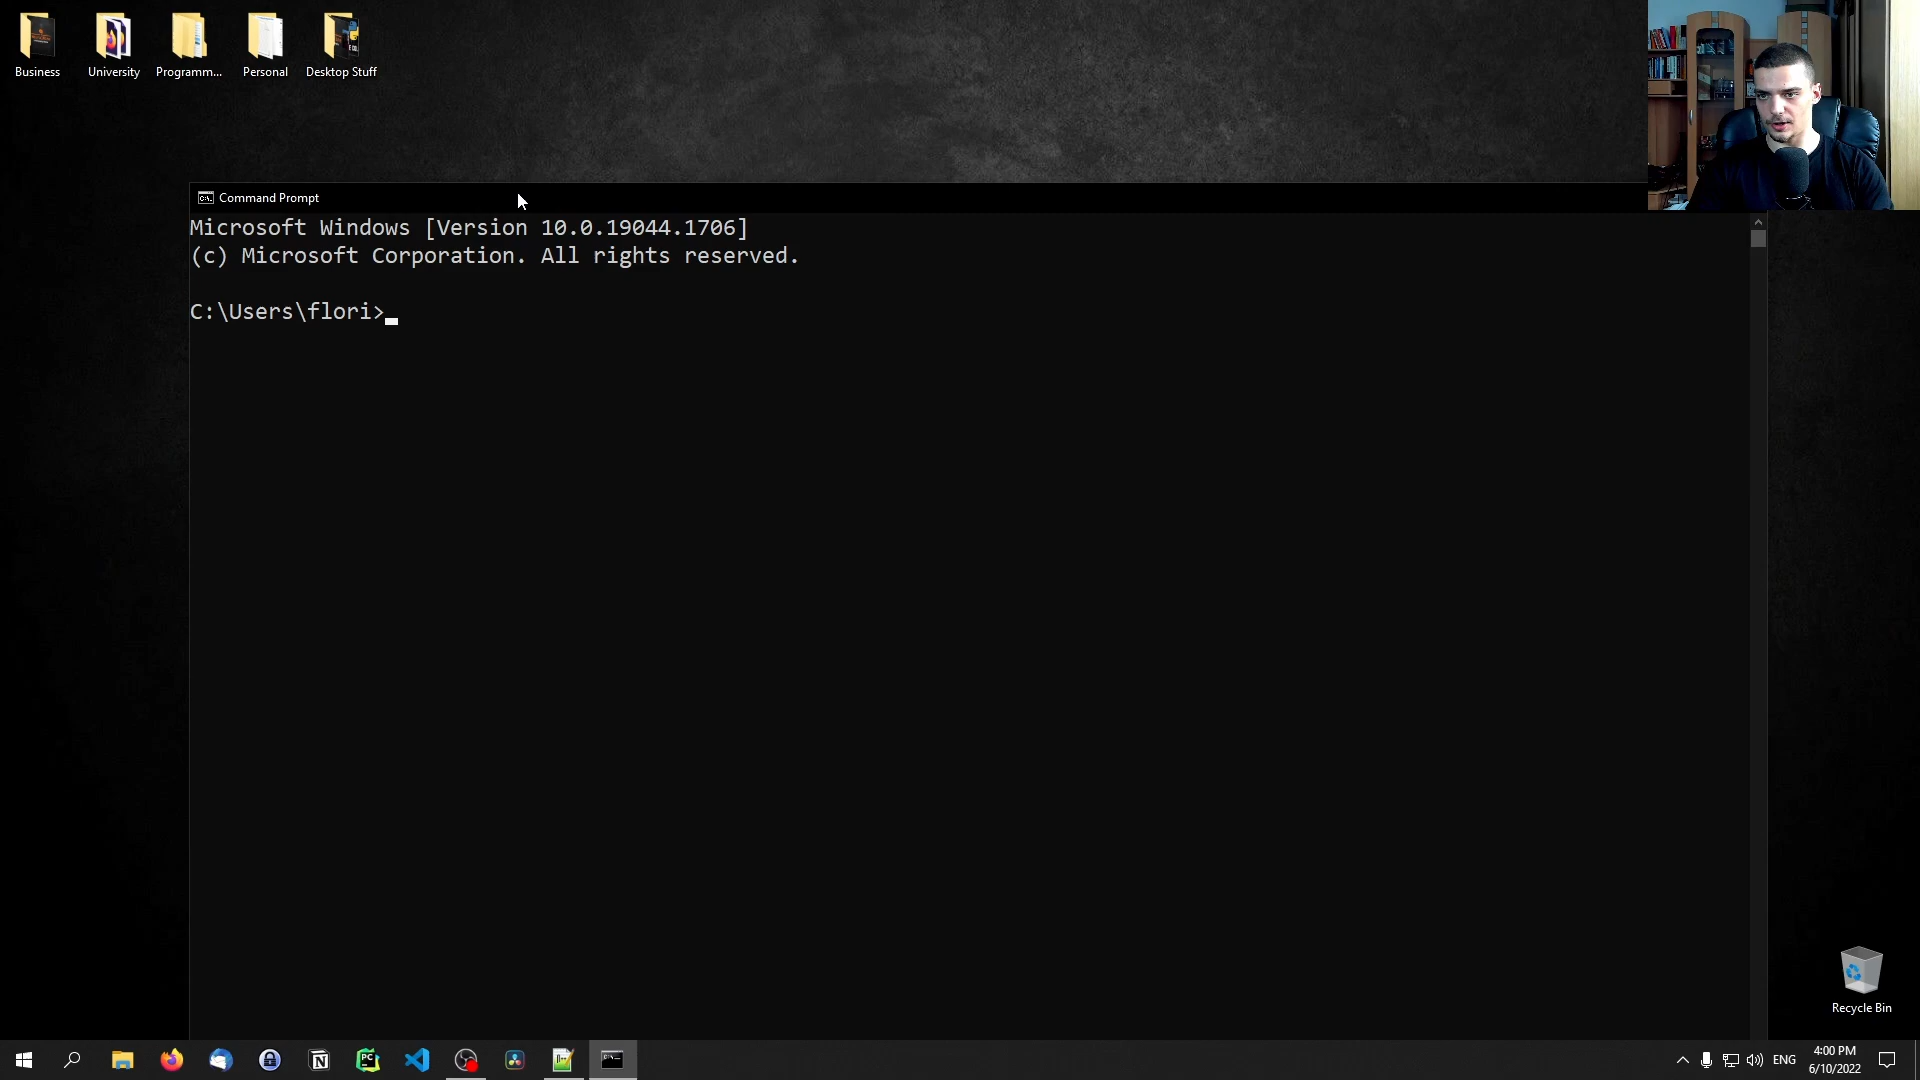 Business
University
Programm...
Personal
Desktop Stuff
Command Prompt
Microsoft Windows [Version 10.0.19044.1706]
(c) Microsoft Corporation. All rights reserved.
C:\Users\flori>
Recycle Bin
ENG
4:00 PM
6/10/2022